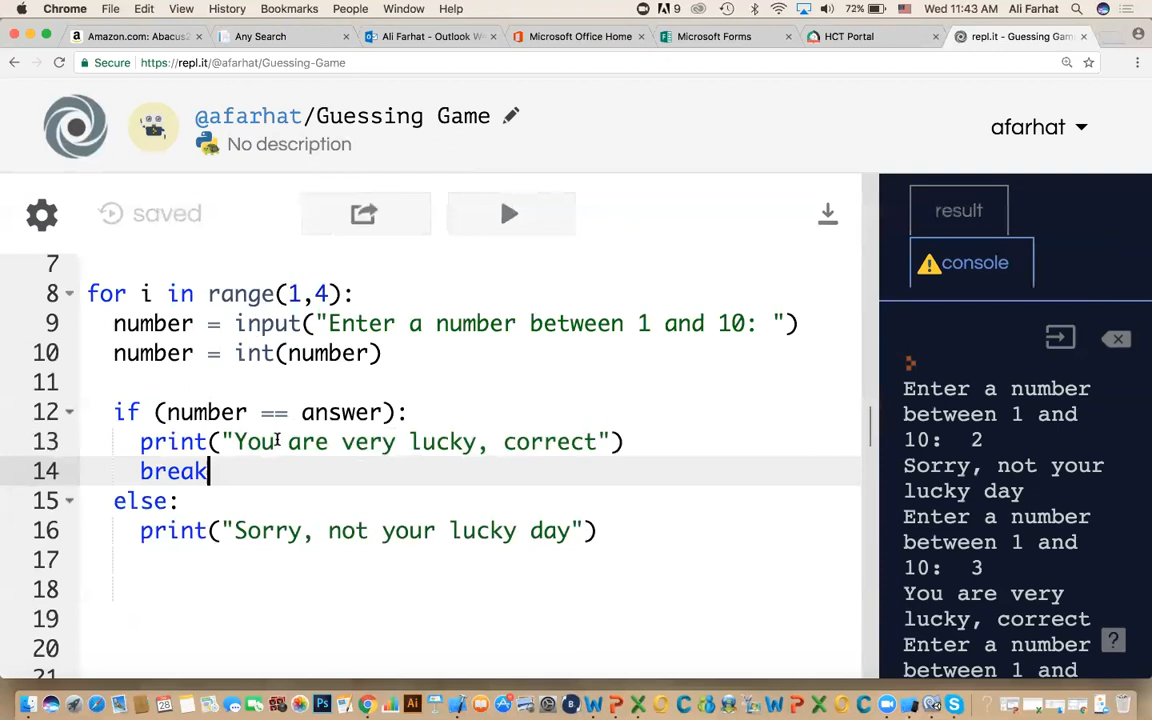 Chrome File Edit View History Bookmarks People Window Help 9 72% Wed 11:43 AM Ali Farhat
Amazon.com: Abacus2 × Any Search × Ali Farhat - Outlook W × Microsoft Office Home × Microsoft Forms × HCT Portal × repl.it - Guessing Gam ×
Secure https://repl.it/@afarhat/Guessing-Game
@afarhat/Guessing Game
No description
afarhat
saved
result
console
7
8 for i in range(1,4):
9 number = input("Enter a number between 1 and 10: ")
10 number = int(number)
11
12 if (number == answer):
13 print("You are very lucky, correct")
14 break
15 else:
16 print("Sorry, not your lucky day")
17
18
19
20
21
Enter a number
between 1 and
10: 2
Sorry, not your
lucky day
Enter a number
between 1 and
10: 3
You are very
lucky, correct
Enter a number
between 1 and
?